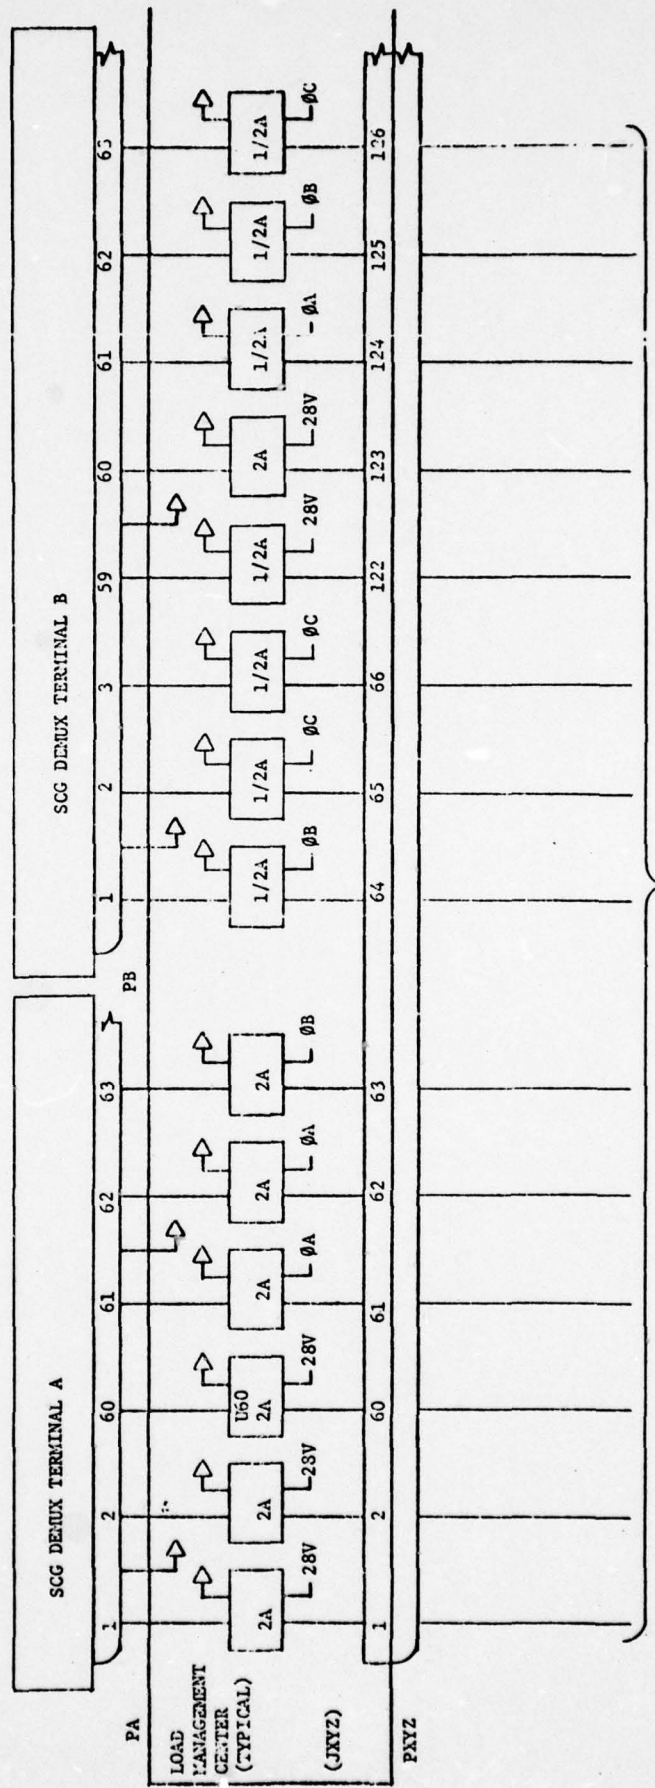 SCG DEMUX TERMINAL A
SCG DEMUX TERMINAL B
PA
1
2
60
61
62
63
PB
1
2
3
59
60
61
62
63
LOAD
MANAGEMENT
CENTER
(TYPICAL)
2A
2A
U60
2A
2A
2A
2A
1/2A
1/2A
1/2A
1/2A
2A
1/2A
1/2A
1/2A
28V
28V
28V
ØA
ØA
ØB
ØB
ØC
ØC
28V
28V
ØA
ØB
ØC
(JXYZ)
1
2
60
61
62
63
64
65
66
122
123
124
125
126
PXYZ